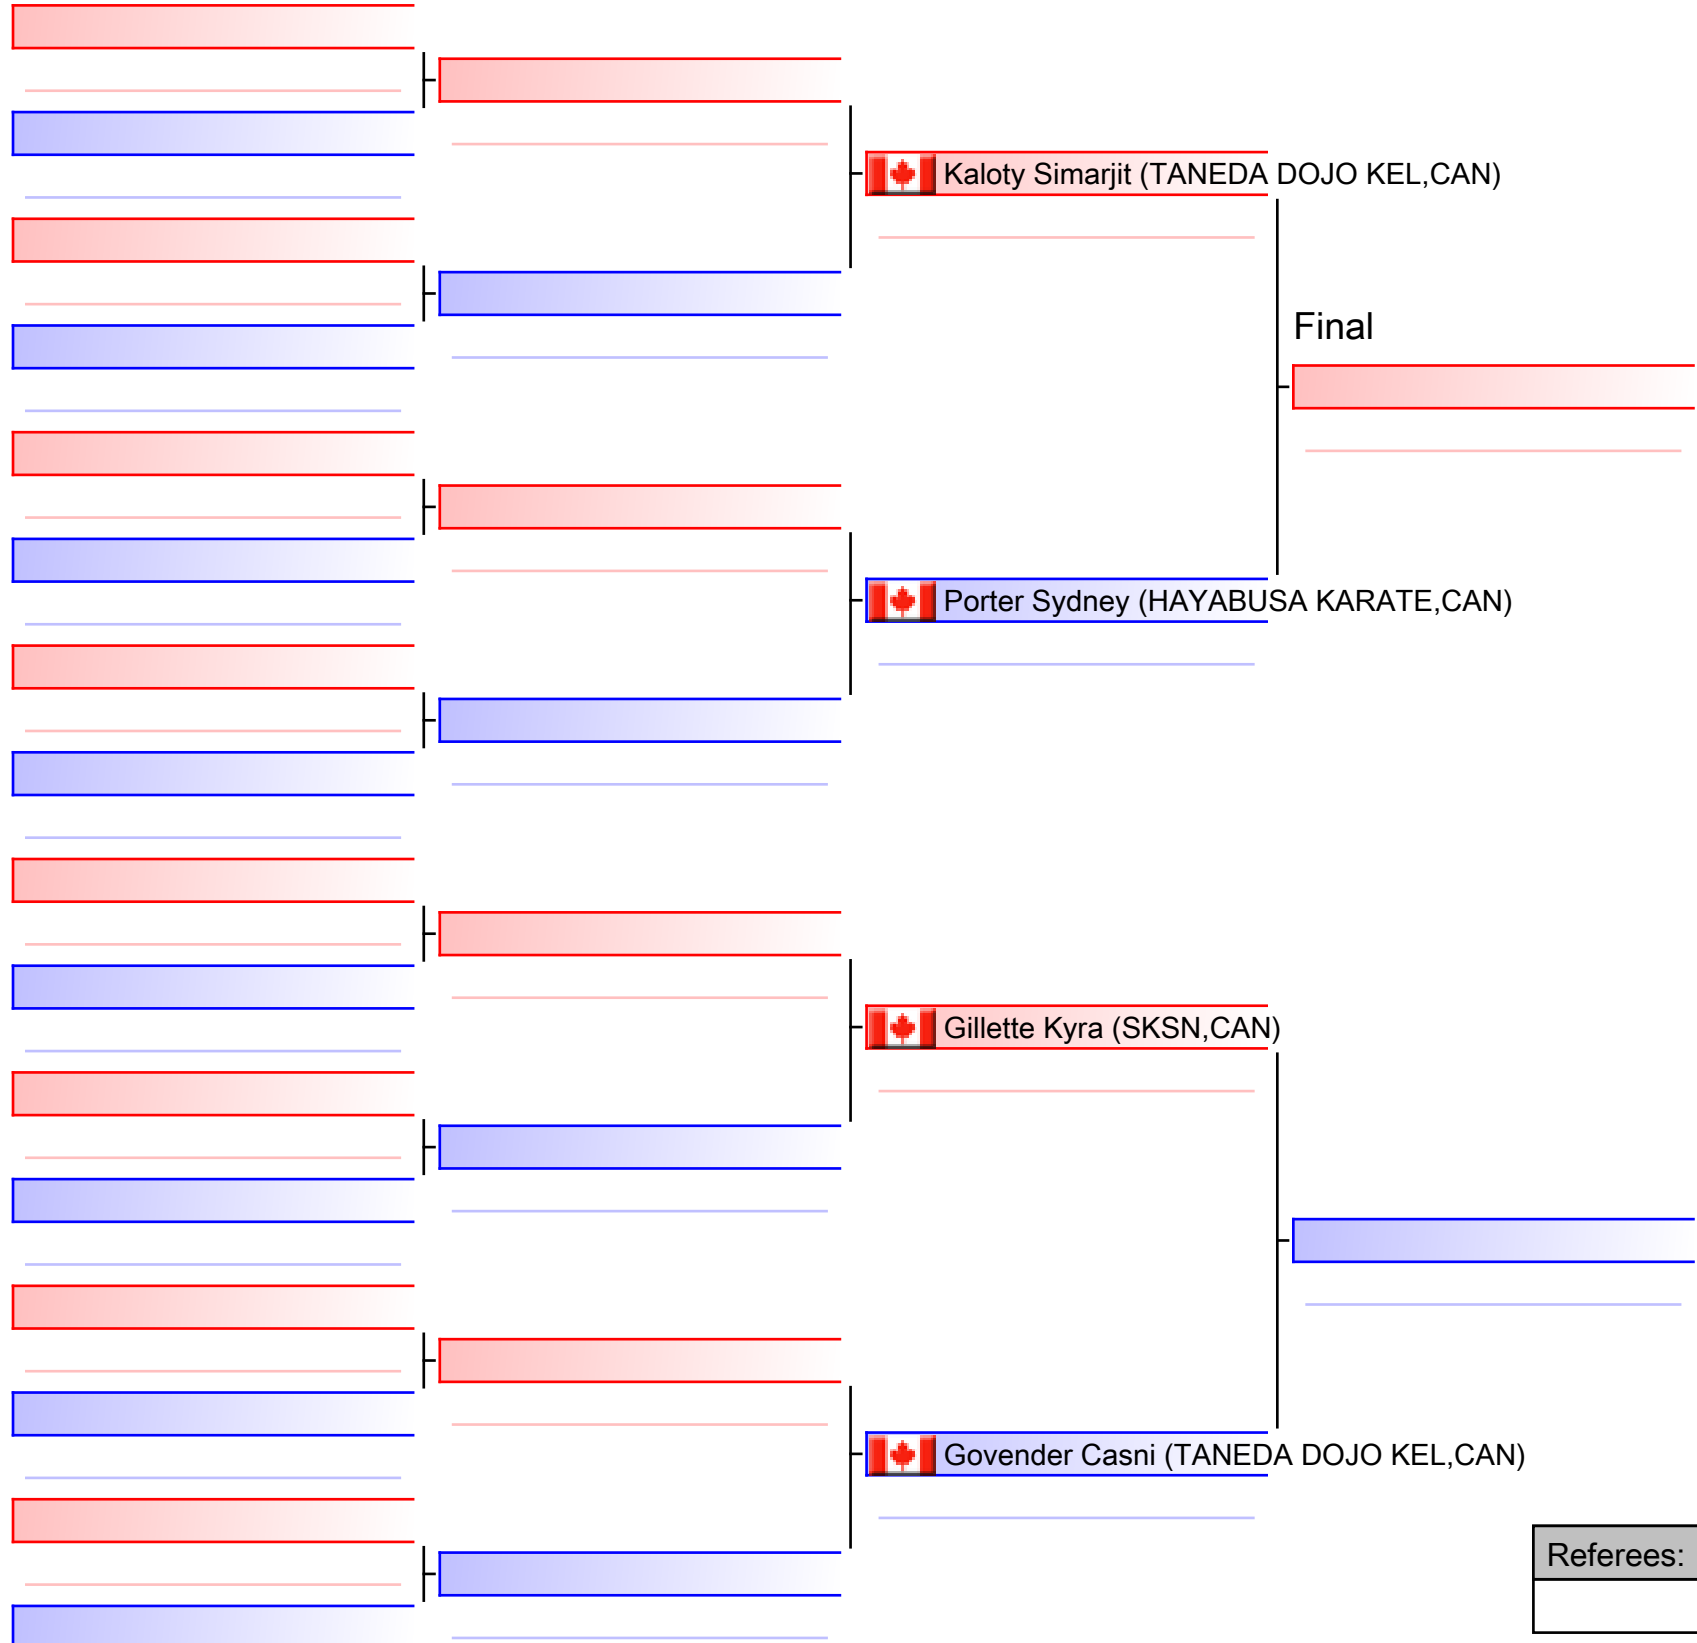 Kaloty Simarjit (TANEDA DOJO KEL,CAN)
Final
Porter Sydney (HAYABUSA KARATE,CAN)
Gillette Kyra (SKSN,CAN)
Govender Casni (TANEDA DOJO KEL,CAN)
Referees: